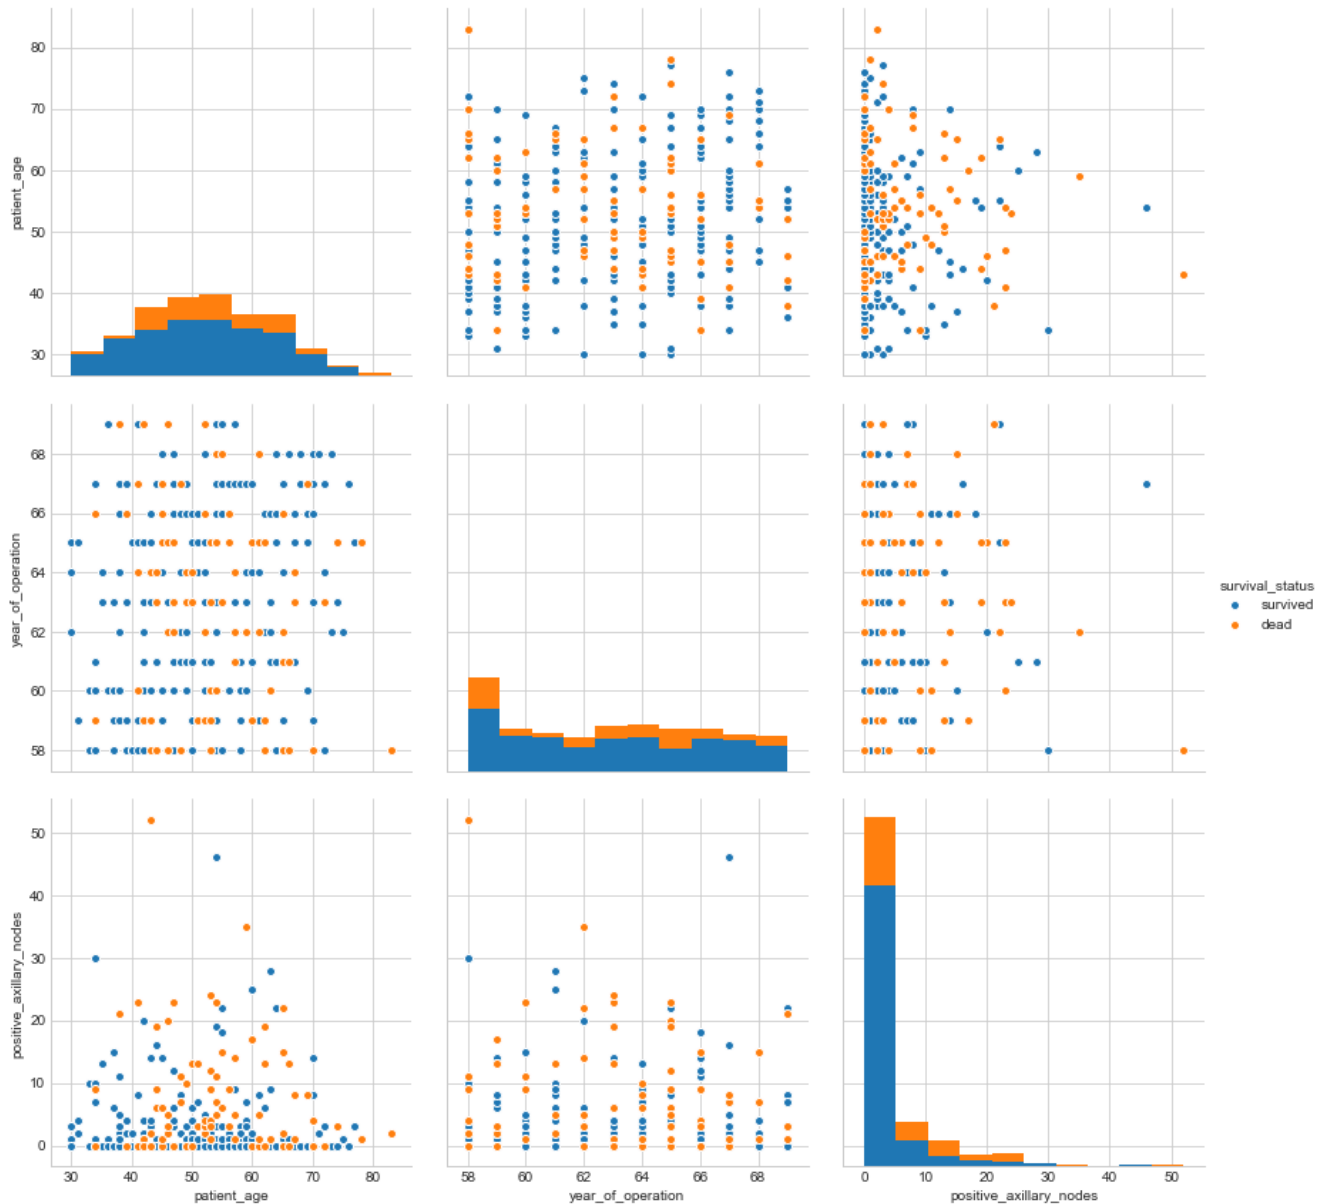 80
70
60
50
40
30
patient_age
68
66
64
62
60
58
year_of_operation
survival_status
survived
dead
50
40
30
20
10
0
positive_axillary_nodes
30 40 50 60 70 80
patient_age
58 60 62 64 66 68
year_of_operation
0 10 20 30 40 50
positive_axillary_nodes